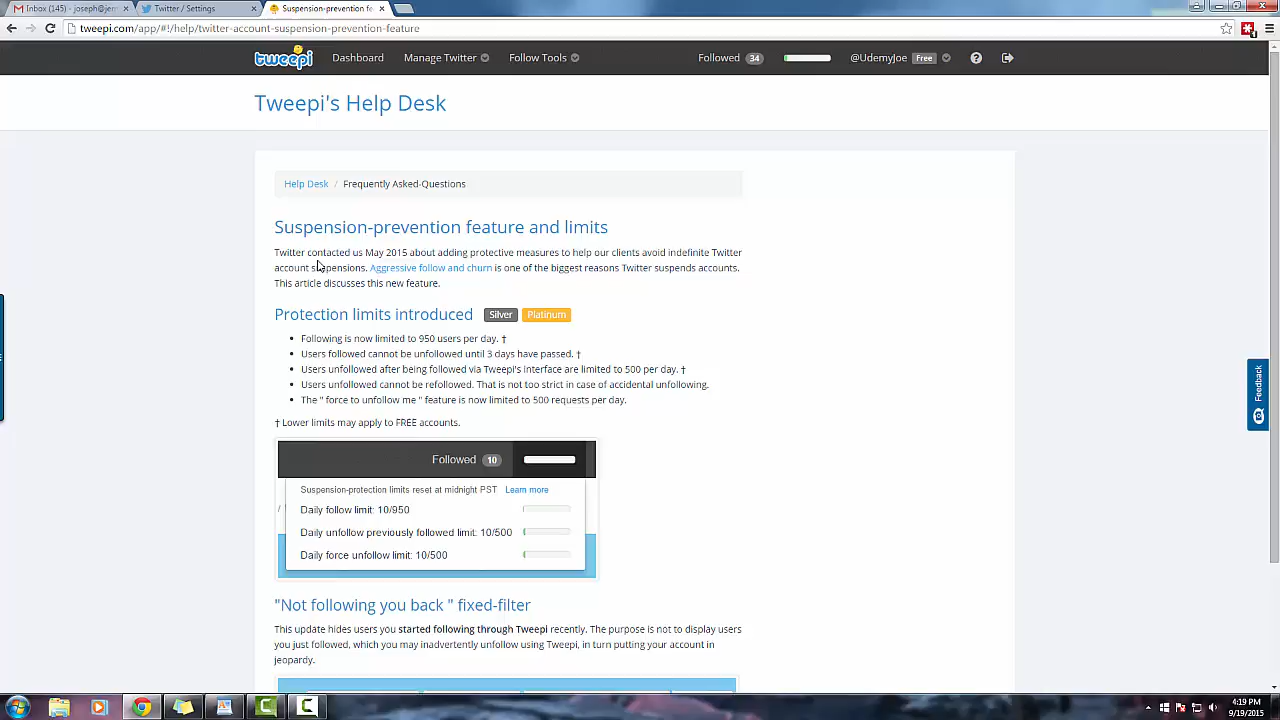 Inbox (145) - joseph@jerr
Twitter / Settings
Suspension-prevention fe
tweepi.com/app/#!/help/twitter-account-suspension-prevention-feature
tweepi Dashboard Manage Twitter Follow Tools Followed 34 @UdemyJoe Free
Tweepi's Help Desk
Help Desk / Frequently Asked-Questions
Suspension-prevention feature and limits
Twitter contacted us May 2015 about adding protective measures to help our clients avoid indefinite Twitter
account suspensions. Aggressive follow and churn is one of the biggest reasons Twitter suspends accounts.
This article discusses this new feature.
Protection limits introduced Silver Platinum
• Following is now limited to 950 users per day. †
• Users followed cannot be unfollowed until 3 days have passed. †
• Users unfollowed after being followed via Tweepi's Interface are limited to 500 per day. †
• Users unfollowed cannot be refollowed. That is not too strict in case of accidental unfollowing.
• The " force to unfollow me " feature is now limited to 500 requests per day.
† Lower limits may apply to FREE accounts.
Followed 10
Suspension-protection limits reset at midnight PST Learn more
Daily follow limit: 10/950
Daily unfollow previously followed limit: 10/500
Daily force unfollow limit: 10/500
"Not following you back " fixed-filter
This update hides users you started following through Tweepi recently. The purpose is not to display users
you just followed, which you may inadvertently unfollow using Tweepi, in turn putting your account in
jeopardy.
Feedback
4:19 PM
9/19/2015